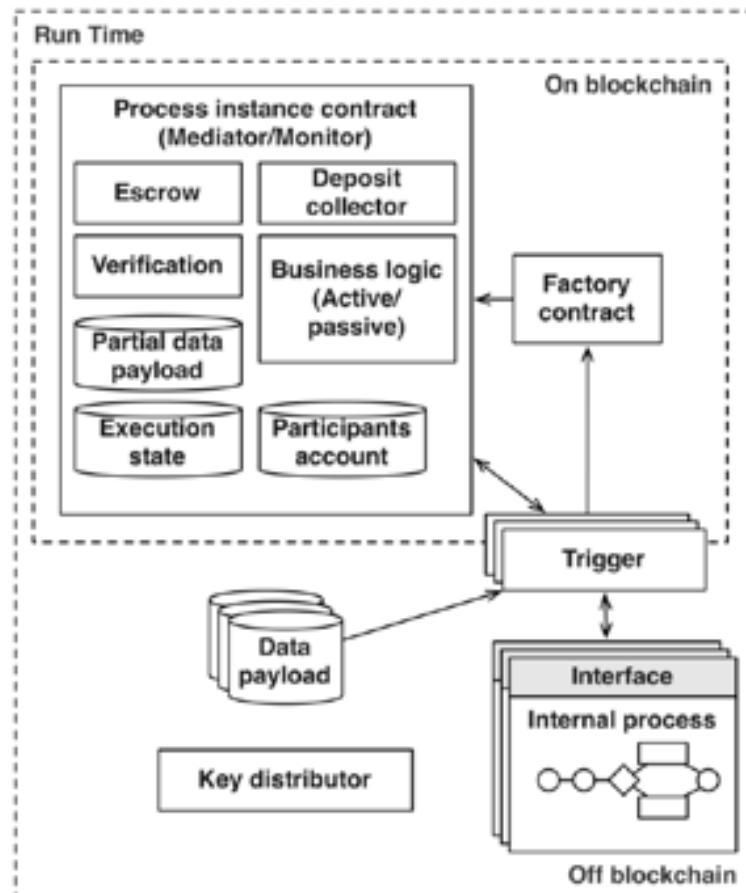 Run Time
On blockchain
Process instance contract
(Mediator/Monitor)
Escrow
Deposit
collector
Verification
Business logic
(Active/
passive)
Factory
contract
Partial data
payload
Execution
state
Participants
account
Trigger
Data
payload
Interface
Internal process
Key distributor
Off blockchain